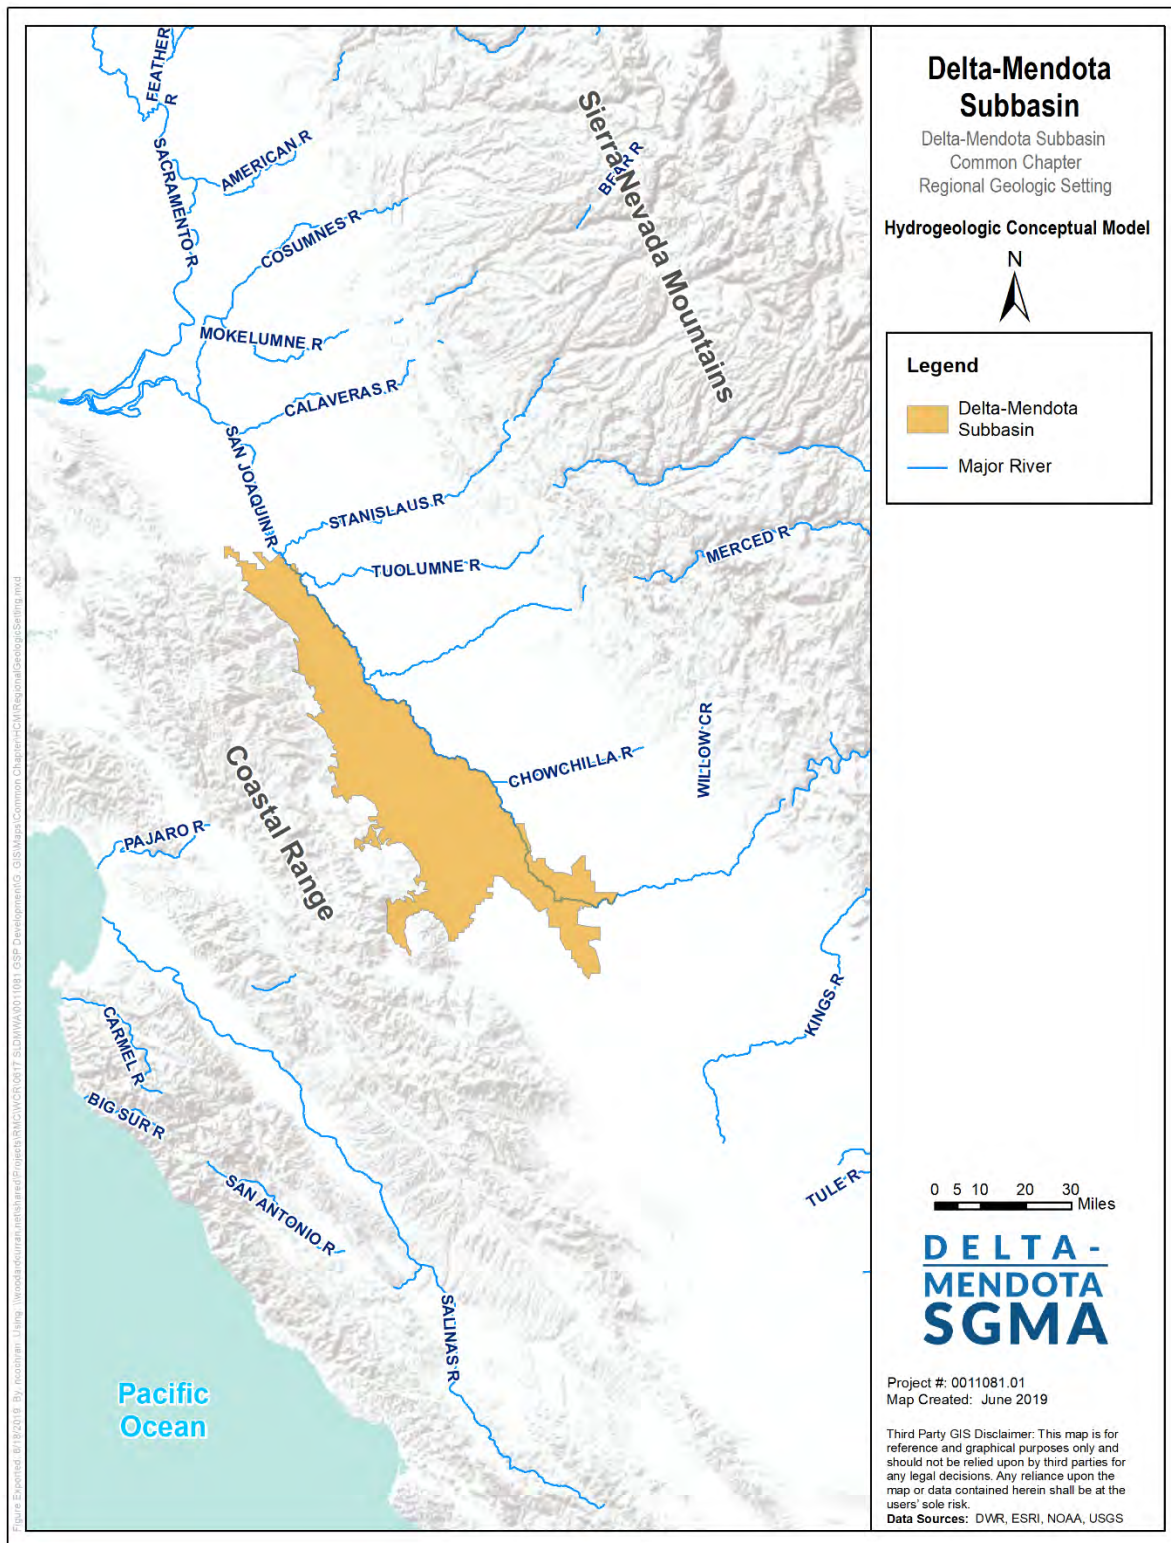 Delta-Mendota
Subbasin
Delta-Mendota Subbasin
Common Chapter
Regional Geologic Setting
Hydrogeologic Conceptual Model
N
Legend
Delta-Mendota
Subbasin
Major River
0 5 10 20 30
Miles
DELTA-
MENDOTA
SGMA
Project #: 0011081.01
Map Created: June 2019
Third Party GIS Disclaimer: This map is for
reference and graphical purposes only and
should not be relied upon by third parties for
any legal decisions. Any reliance upon the
map or data contained herein shall be at the
users' sole risk.
Data Sources: DWR, ESRI, NOAA, USGS
FEATHER
R
SACRAMENTO R
AMERICAN R
COSUMNES R
BEAR R
Sierra Nevada Mountains
MOKELUMNE R
CALAVERAS R
SAN JOAQUIN R
STANISLAUS R
TUOLUMNE R
MERCED R
WILLOW CR
CHOWCHILLA R
Coastal Range
PAJARO R
KINGS R
CARMEL R
BIG SUR R
SAN ANTONIO R
TULE R
SALINAS R
Pacific
Ocean